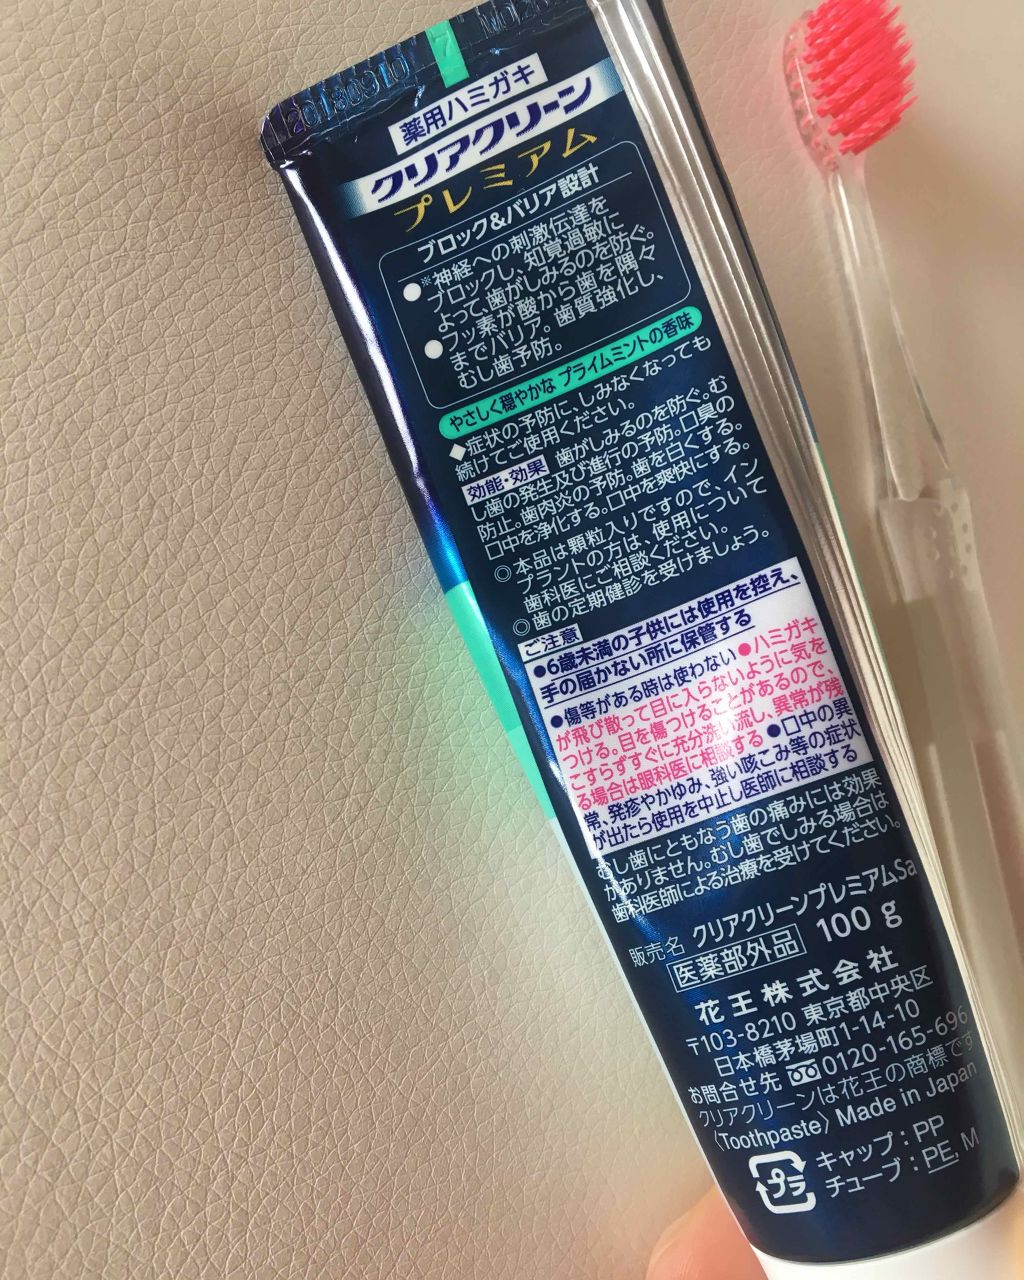 7
薬用ハミガキ
クリアクリーン
プレミアム
ブロック&バリア設計
●※神経への刺激伝達を
ブロックし、知覚過敏に
よって、歯がしみるのを防ぐ。
●フッ素が酸から歯を隅々
までバリア。歯質強化し、
むし歯予防。
やさしく穏やかな プライムミントの香味
◆症状の予防に、しみなくなっても
続けてご使用ください。
効能・効果 歯がしみるのを防ぐ。む
し歯の発生及び進行の予防。口臭の
防止。歯肉炎の予防。歯を白くする。
口中を浄化する。口中を爽快にする。
◎本品は顆粒入りですので、イン
プラントの方は、使用について
歯科医にご相談ください。
◎歯の定期健診を受けましょう。
ご注意
●6歳未満の子供には使用を控え、
手の届かない所に保管する
●傷等がある時は使わない●ハミガキ
が飛び散って目に入らないように気を
つける。目を傷つけることがあるので、
こすらずすぐに充分洗い流し、異常が残
る場合は眼科医に相談する●口中の異
常、発疹やかゆみ、強い咳こみ等の症状
が出たら使用を中止し医師に相談する
むし歯にともなう歯の痛みには効果
がありません。むし歯でしみる場合は
歯科医師による治療を受けてください。
販売名 クリアクリーンプレミアムSa
医薬部外品 100 g
花王株式会社
〒103-8210 東京都中央区
日本橋茅場町1-14-10
お問合せ先 0120-165-696
クリアクリーンは花王の商標です
〈Toothpaste〉Made in Japan
プラ キャップ：PP
チューブ：PE, M